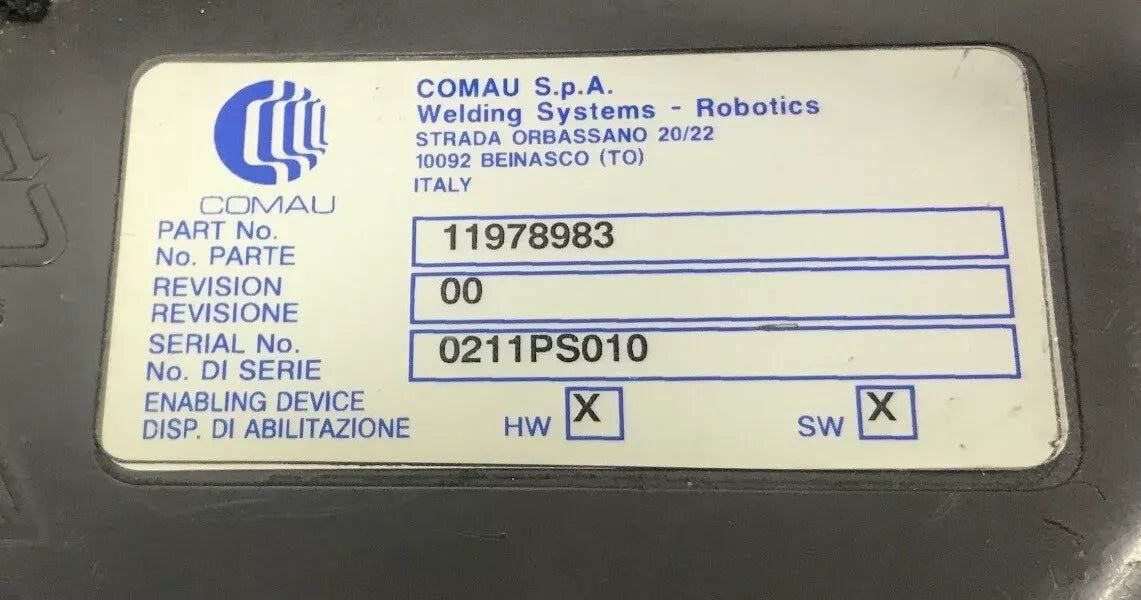 COMAU S.p.A.
Welding Systems - Robotics
STRADA ORBASSANO 20/22
10092 BEINASCO (TO)
ITALY
COMAU
PART No.
No. PARTE
11978983
REVISION
REVISIONE
00
SERIAL No.
No. DI SERIE
0211PS010
ENABLING DEVICE
DISP. DI ABILITAZIONE
HW X SW X